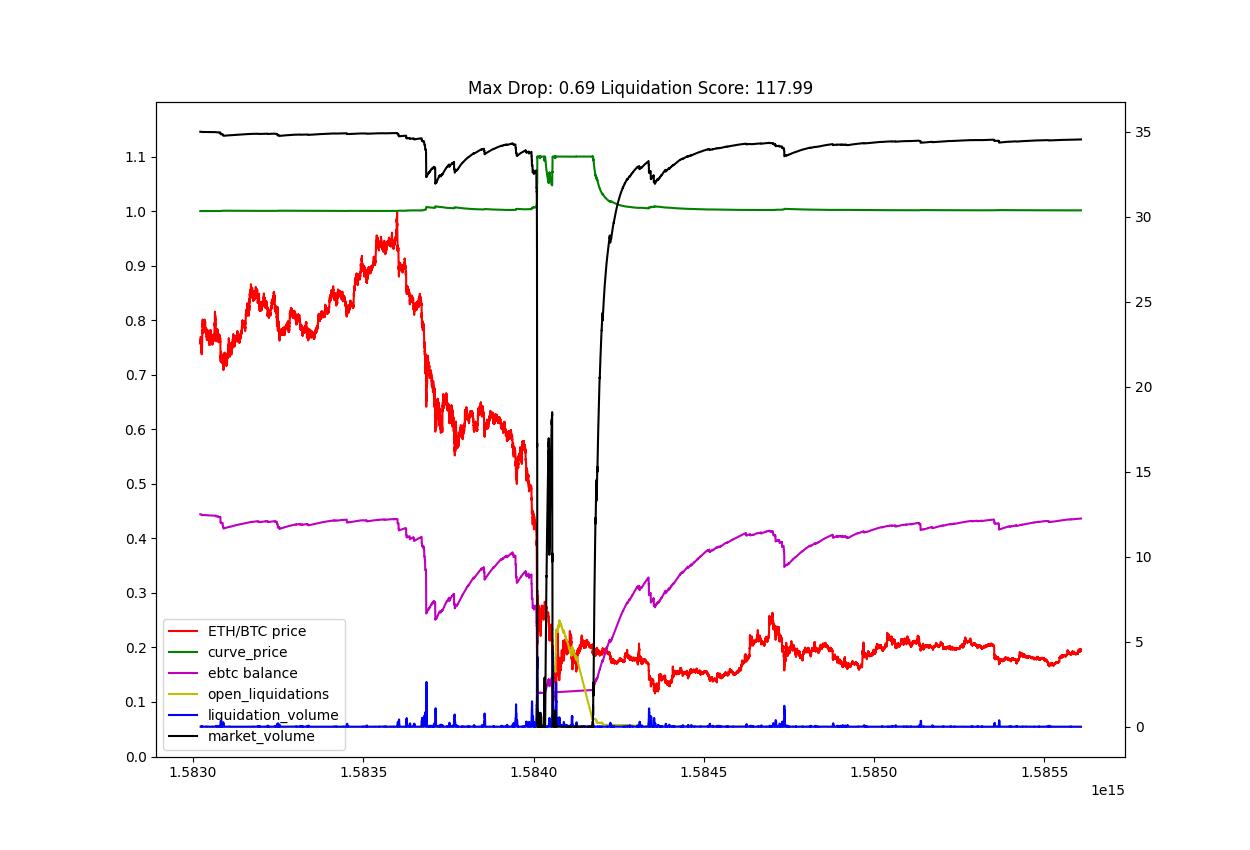 Max Drop: 0.69 Liquidation Score: 117.99
1.1
1.0
0.9
0.8
0.7
0.6
0.5
0.4
0.3
0.2
0.1
0.0
35
30
25
20
15
10
5
0
ETH/BTC price
curve_price
ebtc balance
open_liquidations
liquidation_volume
market_volume
1.5830 1.5835 1.5840 1.5845 1.5850 1.5855
1e15